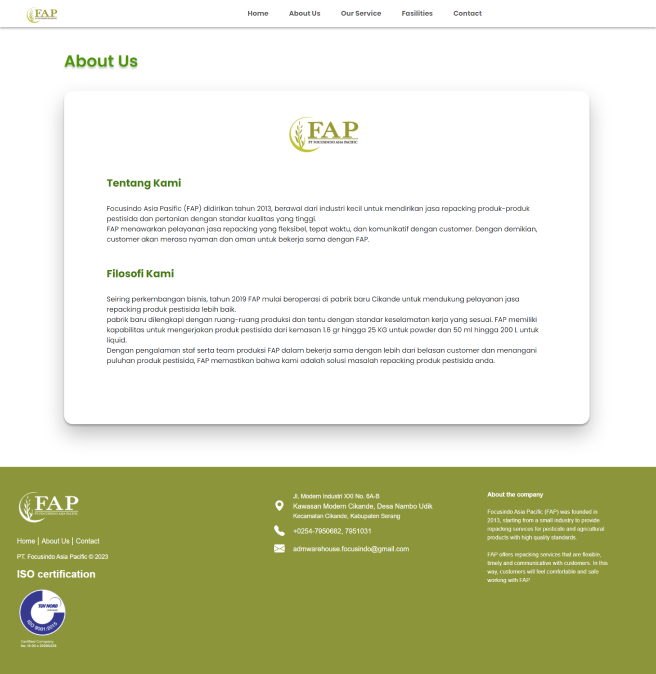 FAP
Home About Us Our Service Fasilities Contact
About Us
FAP
PT FOCUSINDO ASIA PACIFIC
Tentang Kami
Focusindo Asia Pasific (FAP) didirikan tahun 2013, berawal dari industri kecil untuk mendirikan jasa repacking produk-produk
pestisida dan pertanian dengan standar kualitas yang tinggi.
FAP menawarkan pelayanan jasa repacking yang fleksibel, tepat waktu, dan komunikatif dengan customer. Dengan demikian,
customer akan merasa nyaman dan aman untuk bekerja sama dengan FAP.
Filosofi Kami
Seiring perkembangan bisnis, tahun 2019 FAP mulai beroperasi di pabrik baru Cikande untuk mendukung pelayanan jasa
repacking produk pestisida lebih baik.
pabrik baru dilengkapi dengan ruang-ruang produksi dan tentu dengan standar keselamatan kerja yang sesuai. FAP memiliki
kapabilitas untuk mengerjakan produk pestisida dari kemasan 1.6 gr hingga 25 KG untuk powder dan 50 ml hingga 200 L untuk
liquid.
Dengan pengalaman staf serta team produksi FAP dalam bekerja sama dengan lebih dari belasan customer dan menangani
puluhan produk pestisida, FAP memastikan bahwa kami adalah solusi masalah repacking produk pestisida anda.
FAP
Home | About Us | Contact
PT. Focusindo Asia Pacific © 2023
ISO certification
TÜV NORD
ISO 9001:2015
Certified Company
Jl. Modern Industri XXI No. 6A-B
Kawasan Modern Cikande, Desa Nambo Udik
Kecamatan Cikande, Kabupaten Serang
+0254-7950682, 7951031
admwarehouse.focusindo@gmail.com
About the company
Focusindo Asia Pacific (FAP) was founded in
2013, starting from a small industry to provide
repacking services for pesticide and agricultural
products with high quality standards.
FAP offers repacking services that are flexible,
timely and communicative with customers. In this
way, customers will feel comfortable and safe
working with FAP.